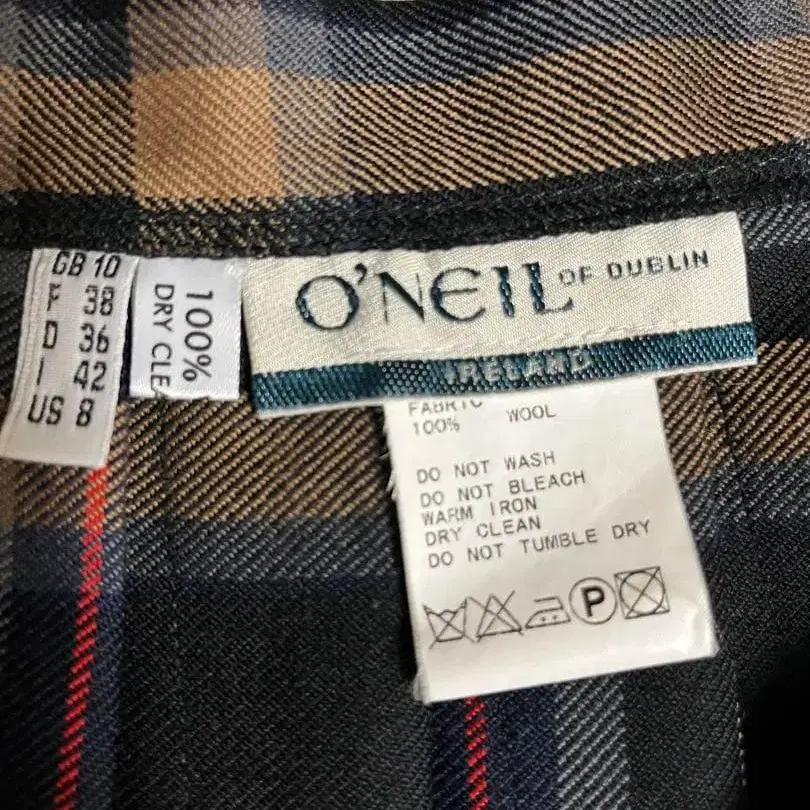 GB 10
F 38
D 36
I 42
US 8
100%
DRY CLE
O'NEIL OF DUBLIN
IRELAND
FABRIC
100% WOOL
DO NOT WASH
DO NOT BLEACH
WARM IRON
DRY CLEAN
DO NOT TUMBLE DRY
P